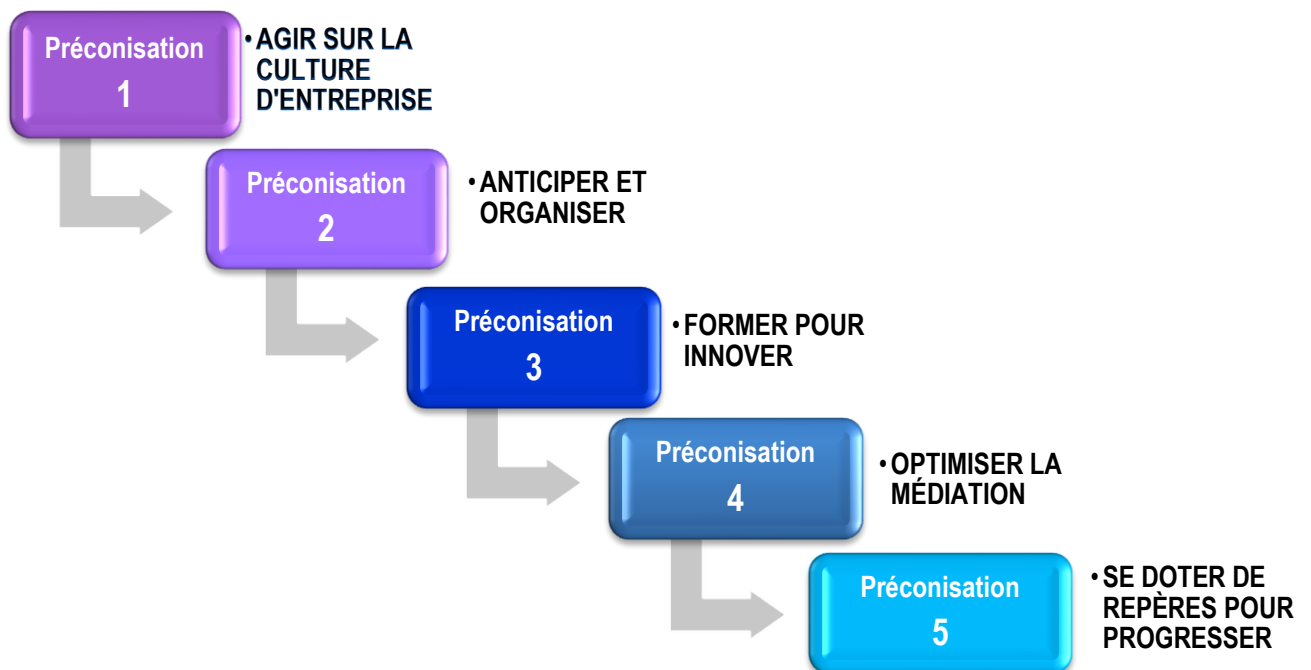 Préconisation
1
• AGIR SUR LA
CULTURE
D'ENTREPRISE
Préconisation
2
• ANTICIPER ET
ORGANISER
Préconisation
3
• FORMER POUR
INNOVER
Préconisation
4
• OPTIMISER LA
MÉDIATION
Préconisation
5
• SE DOTER DE
REPÈRES POUR
PROGRESSER